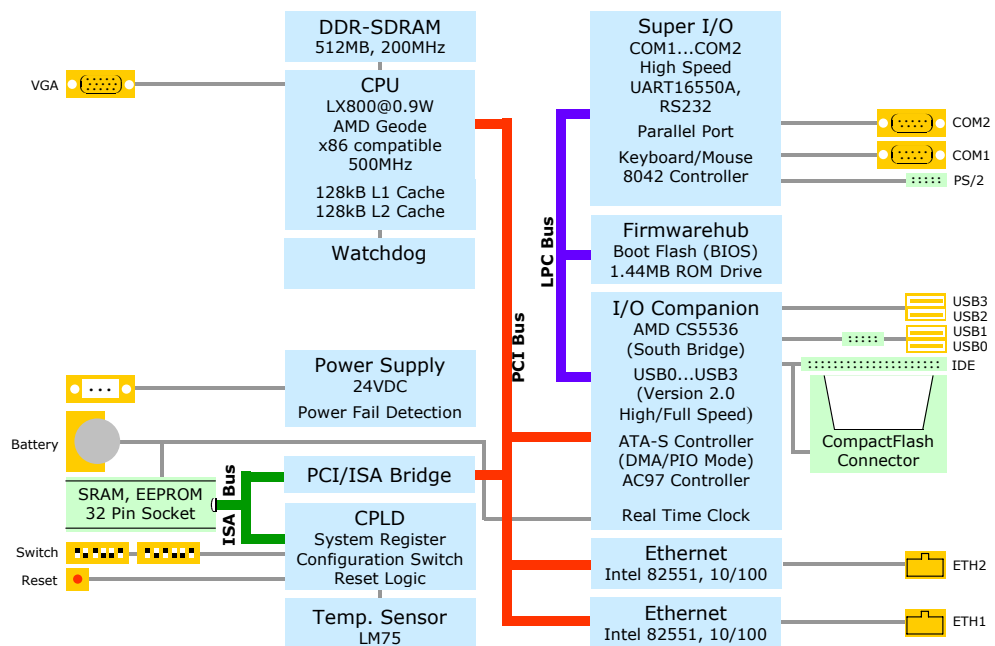 DDR-SDRAM
512MB, 200MHz
VGA
CPU
LX800@0.9W
AMD Geode
x86 compatible
500MHz
128kB L1 Cache
128kB L2 Cache
Watchdog
Power Supply
24VDC
Power Fail Detection
Battery
SRAM, EEPROM
32 Pin Socket
ISA Bus
PCI/ISA Bridge
CPLD
System Register
Configuration Switch
Reset Logic
Switch
Reset
Temp. Sensor
LM75
PCI Bus
LPC Bus
Super I/O
COM1...COM2
High Speed
UART16550A,
RS232
Parallel Port
Keyboard/Mouse
8042 Controller
COM2
COM1
PS/2
Firmwarehub
Boot Flash (BIOS)
1.44MB ROM Drive
I/O Companion
AMD CS5536
(South Bridge)
USB0...USB3
(Version 2.0
High/Full Speed)
ATA-S Controller
(DMA/PIO Mode)
AC97 Controller
Real Time Clock
USB3
USB2
USB1
USB0
IDE
CompactFlash
Connector
Ethernet
Intel 82551, 10/100
ETH2
Ethernet
Intel 82551, 10/100
ETH1